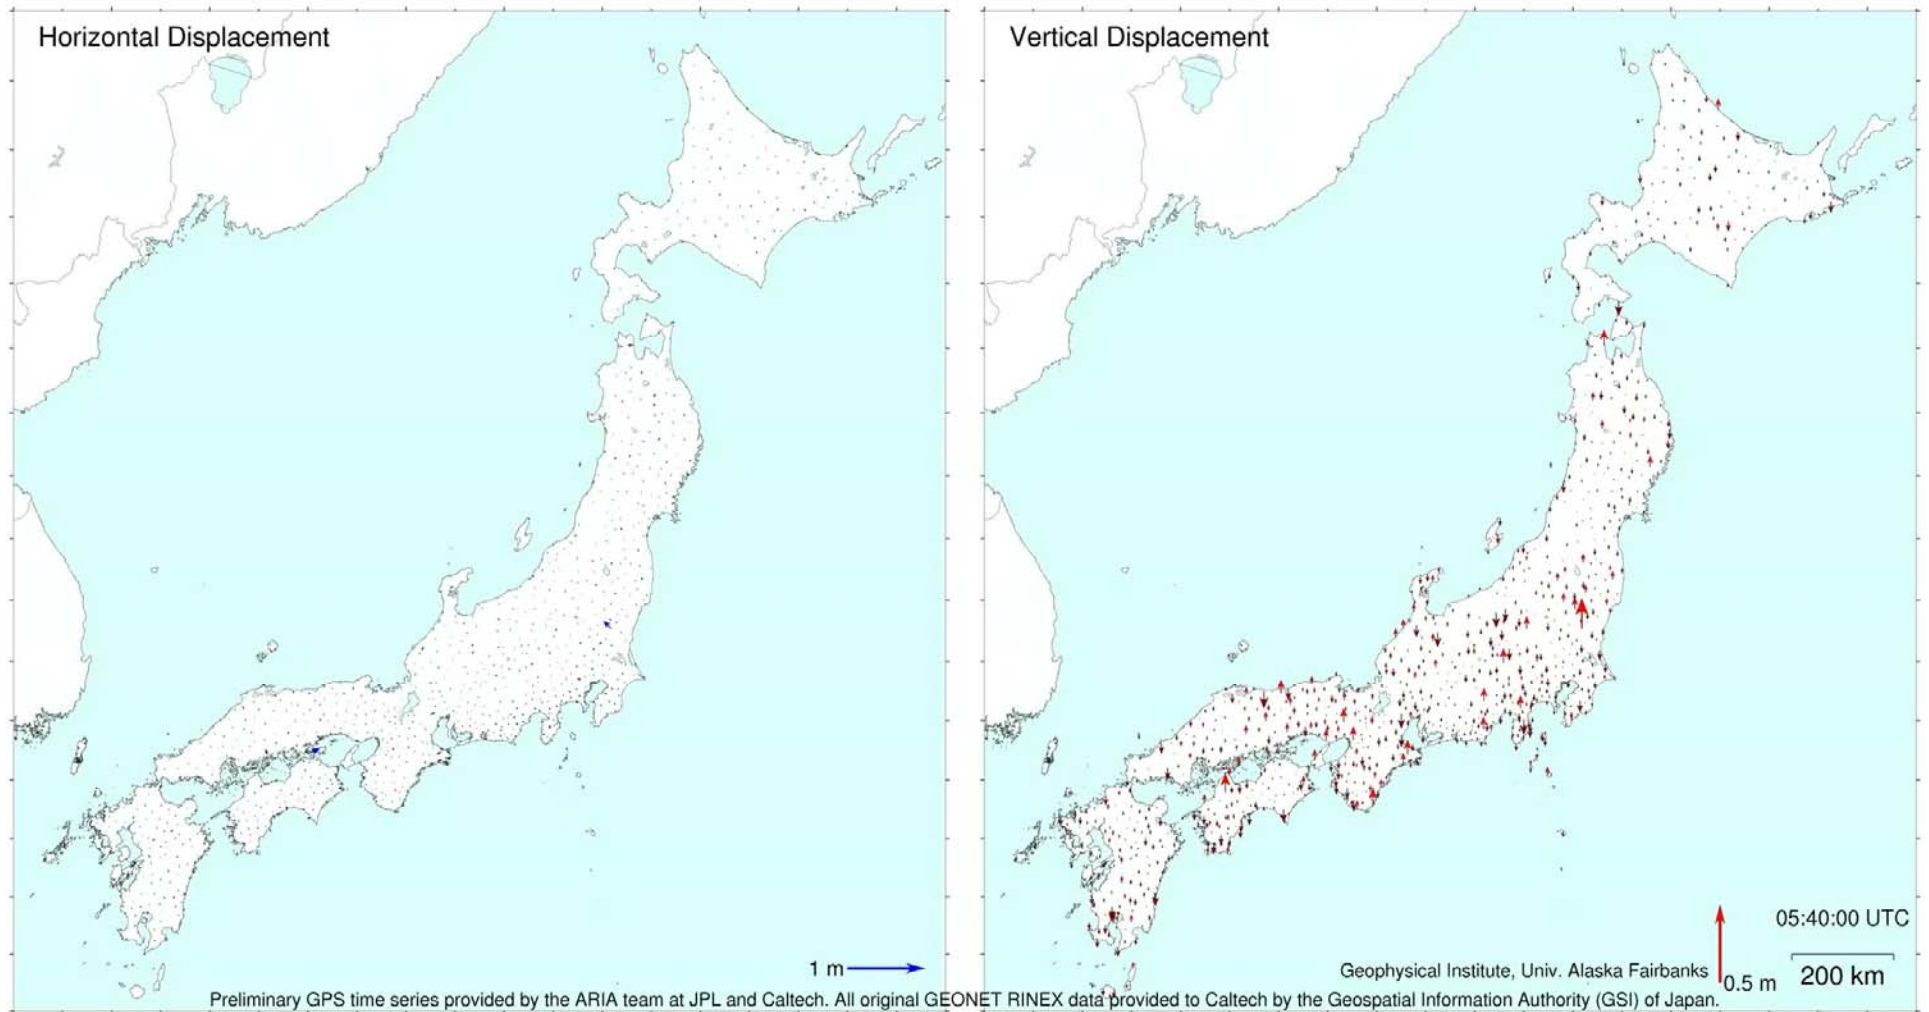 Horizontal Displacement
Vertical Displacement
05:40:00 UTC
1 m
Geophysical Institute, Univ. Alaska Fairbanks
0.5 m
200 km
Preliminary GPS time series provided by the ARIA team at JPL and Caltech. All original GEONET RINEX data provided to Caltech by the Geospatial Information Authority (GSI) of Japan.